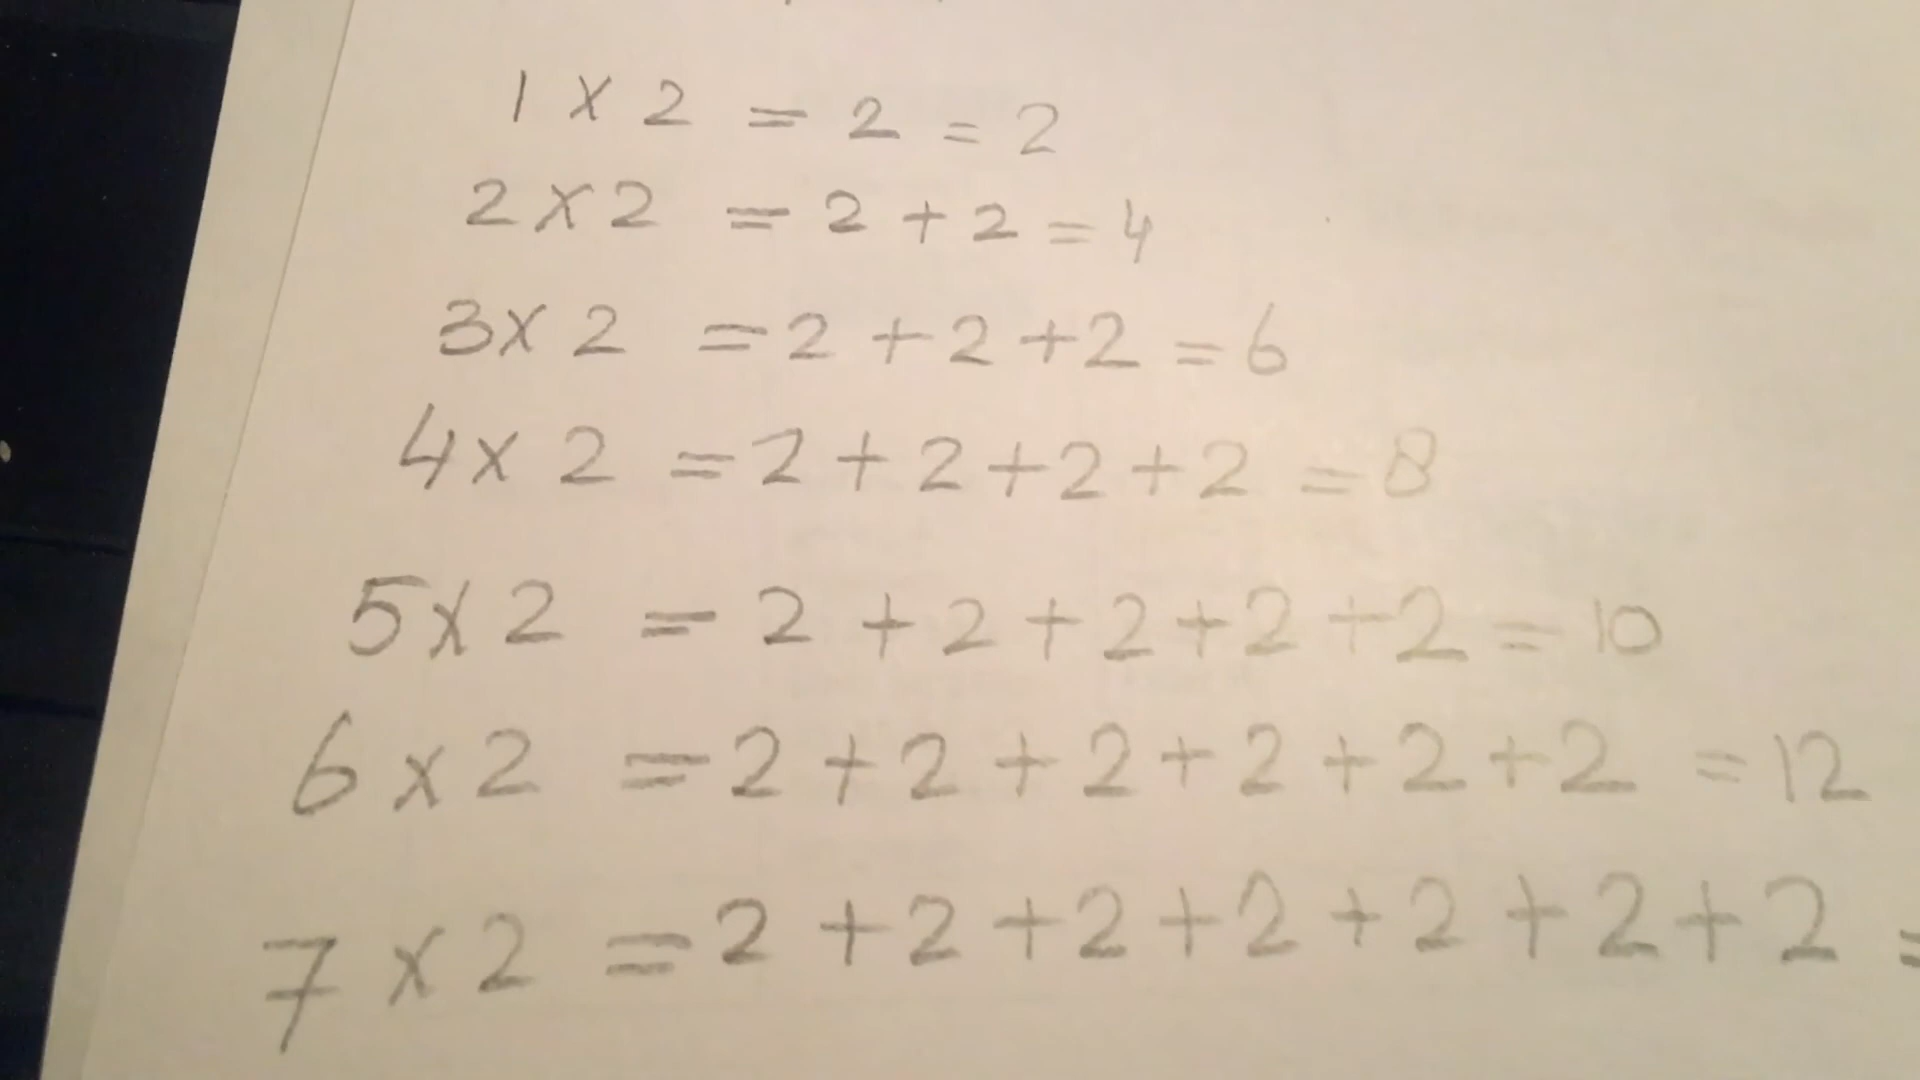 1 × 2 = 2 = 2
2 × 2 = 2 + 2 = 4
3 × 2 = 2 + 2 + 2 = 6
4 × 2 = 2 + 2 + 2 + 2 = 8
5 × 2 = 2 + 2 + 2 + 2 + 2 = 10
6 × 2 = 2 + 2 + 2 + 2 + 2 + 2 = 12
7 × 2 = 2 + 2 + 2 + 2 + 2 + 2 + 2 =